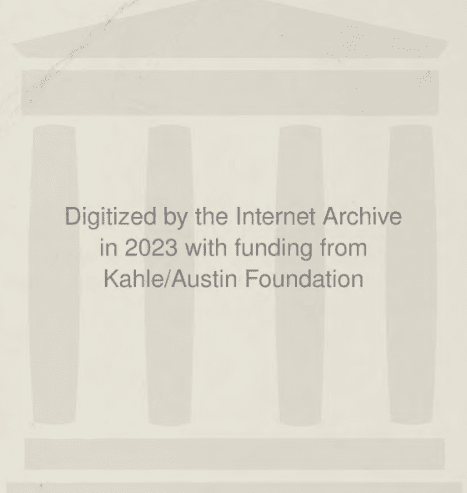 Digitized by the Internet Archive
in 2023 with funding from
Kahle/Austin Foundation